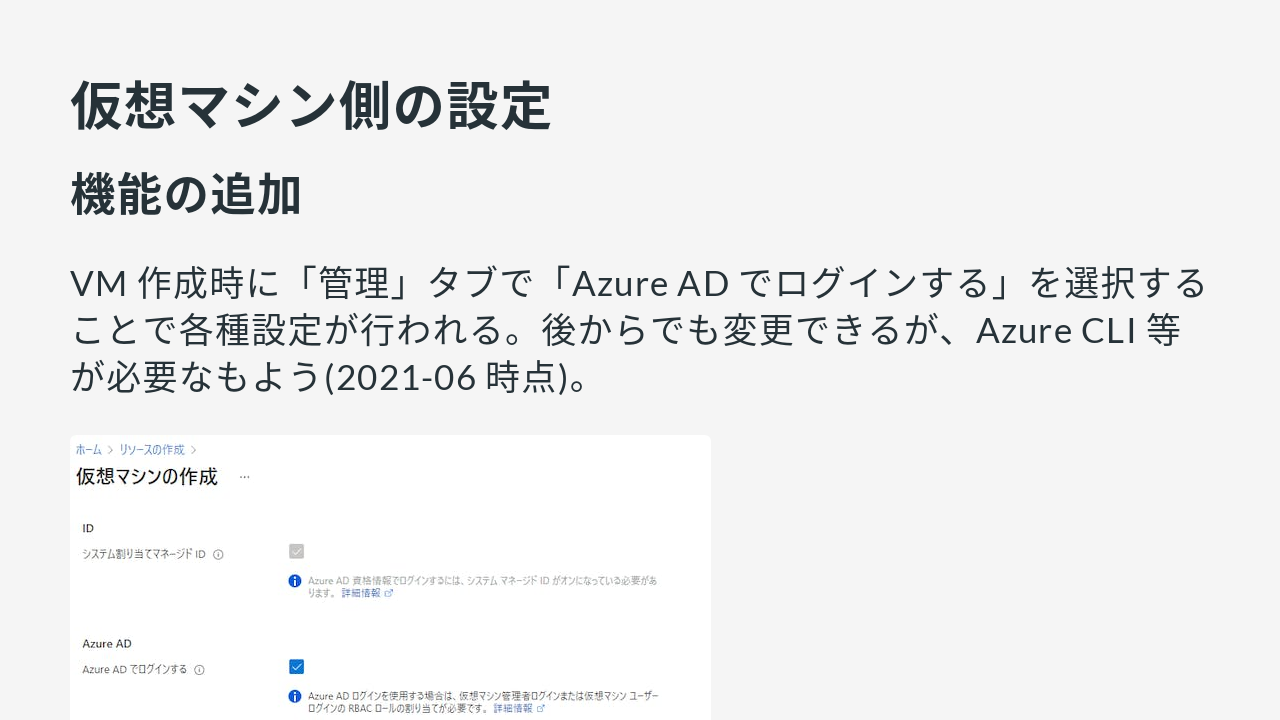 仮想マシン側の設定
機能の追加
VM 作成時に「管理」タブで「Azure AD でログインする」を選択する
ことで各種設定が行われる。後からでも変更できるが、Azure CLI 等
が必要なもよう(2021-06 時点)。
ホーム > リソースの作成 >
仮想マシンの作成 …
ID
システム割り当てマネージド ID
Azure AD 資格情報でログインするには、システム マネージド ID がオンになっている必要があ
ります。 詳細情報
Azure AD
Azure AD でログインする
Azure AD ログインを使用する場合は、仮想マシン管理者ログインまたは仮想マシン ユーザー
ログインの RBAC ロールの割り当てが必要です。 詳細情報